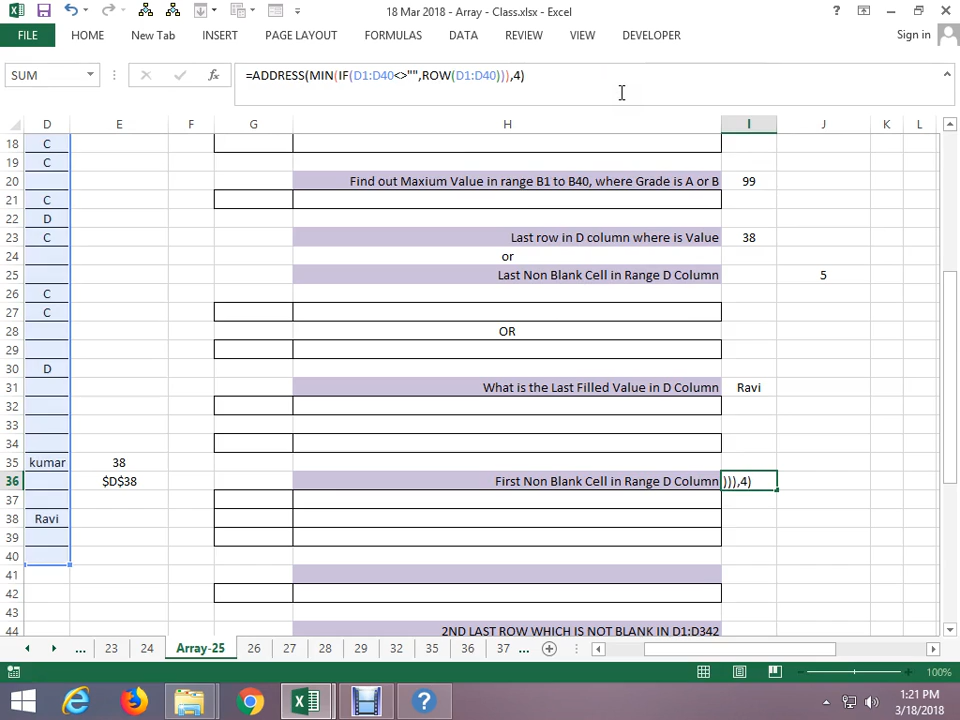 18 Mar 2018 - Array - Class.xlsx - Excel
FILE HOME New Tab INSERT PAGE LAYOUT FORMULAS DATA REVIEW VIEW DEVELOPER Sign in
SUM =ADDRESS(MIN(IF(D1:D40<>"",ROW(D1:D40))),4)
D E F G H I J K L
18 C
19 C
20 Find out Maxium Value in range B1 to B40, where Grade is A or B 99
21 C
22 D
23 C Last row in D column where is Value 38
24 or
25 Last Non Blank Cell in Range D Column 5
26 C
27 C
28 OR
29
30 D
31 What is the Last Filled Value in D Column Ravi
32
33
34
35 kumar 38
36 $D$38 First Non Blank Cell in Range D Column ))),4)
37
38 Ravi
39
40
41
42
43
44 2ND LAST ROW WHICH IS NOT BLANK IN D1:D342
... 23 24 Array-25 26 27 28 29 32 35 36 37 ...
100%
1:21 PM
3/18/2018